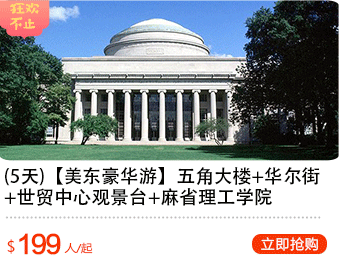 狂欢
不止
(5天)【美东豪华游】五角大楼+华尔街
+世贸中心观景台+麻省理工学院
$199人/起
立即抢购